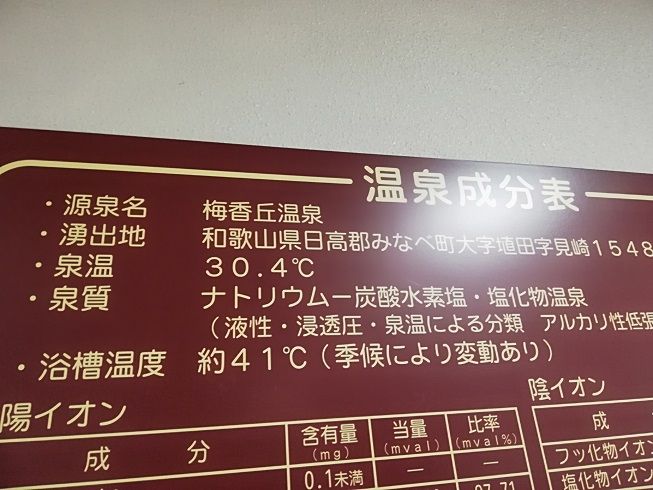 温泉成分表
・源泉名 梅香丘温泉
・湧出地 和歌山県日高郡みなべ町大字埴田字見崎１５４８
・泉温 ３０.４℃
・泉質 ナトリウムー炭酸水素塩・塩化物温泉
（液性・浸透圧・泉温による分類 アルカリ性低張
・浴槽温度 約４１℃（季候により変動あり）
陽イオン
陰イオン
成 分 含有量(mg) 当量(mval) 比率(mval%)
成
0.1未満 — —
フッ化物イオン
塩化物イオン